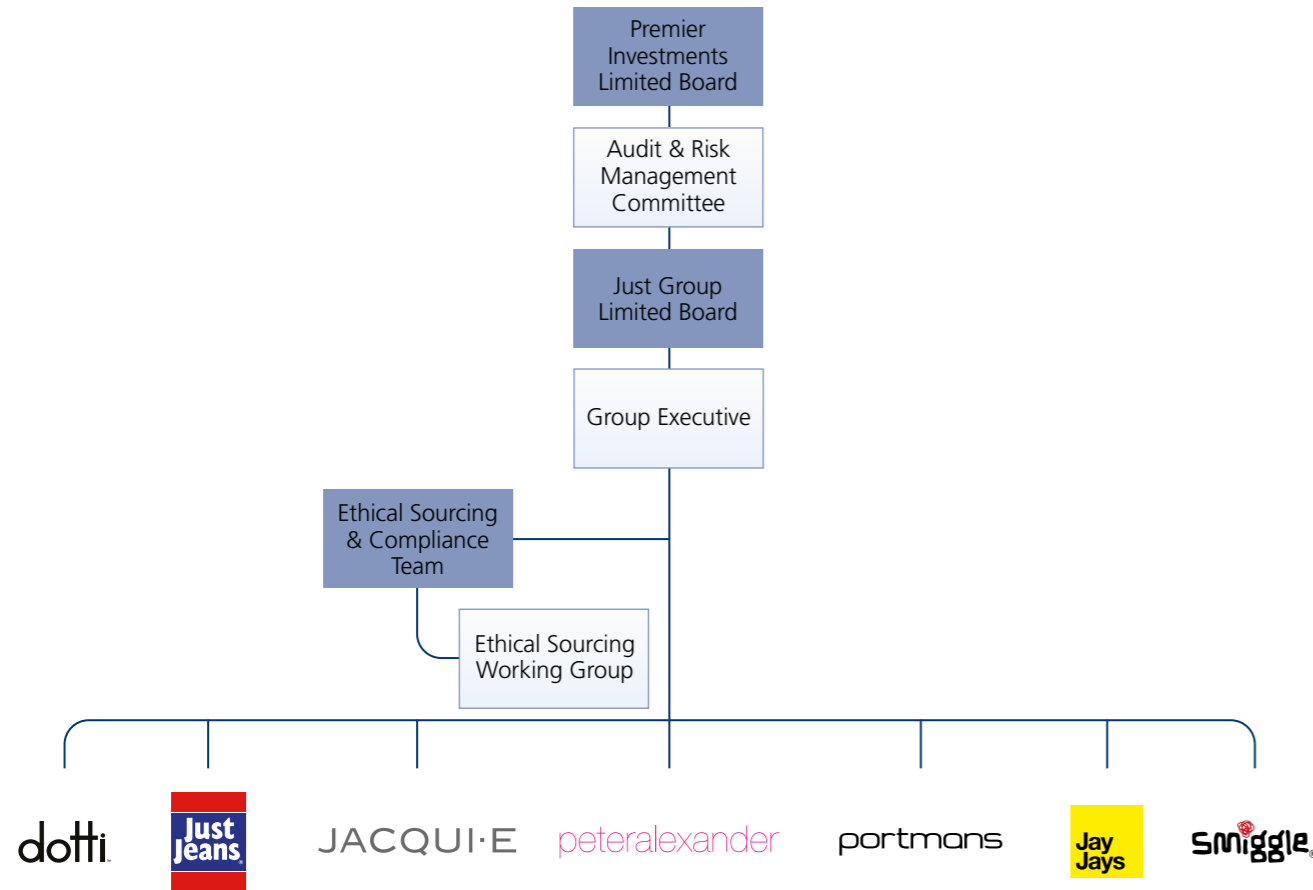 Premier
Investments
Limited Board
Audit & Risk
Management
Committee
Just Group
Limited Board
Group Executive
Ethical Sourcing
& Compliance
Team
Ethical Sourcing
Working Group
dotti™
Just
Jeans®
JACQUI·E
peteralexander
portmans
Jay
Jays
smiggle®